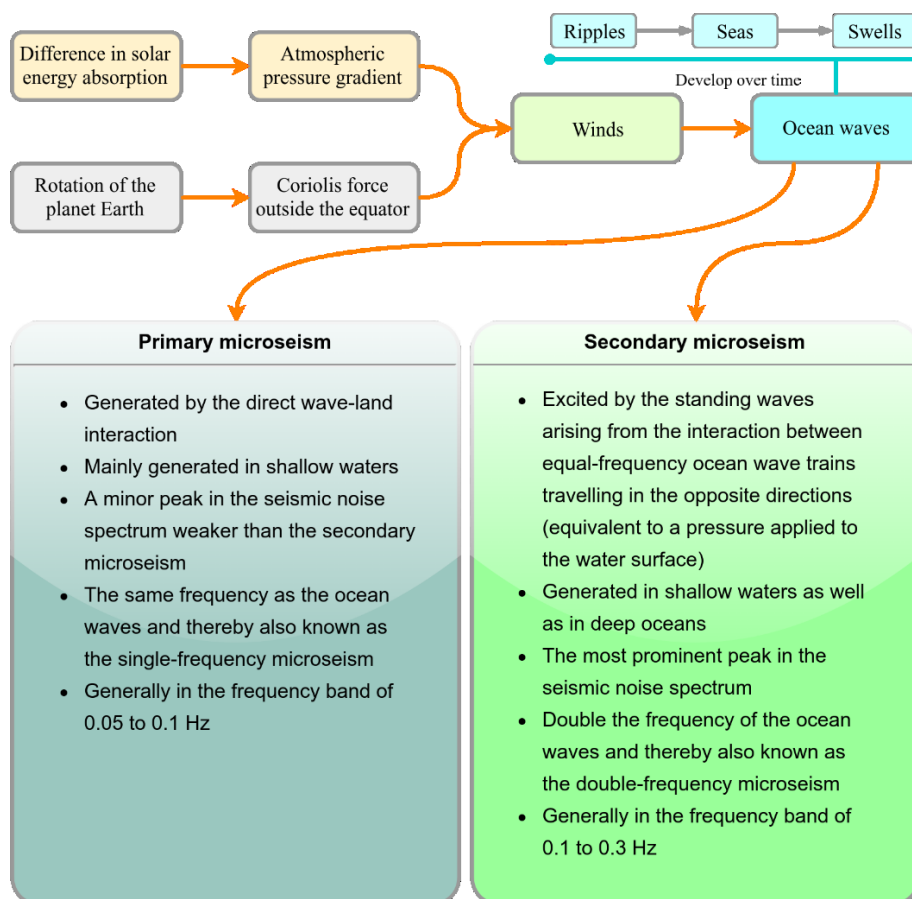 Ripples
Seas
Swells
Develop over time
Difference in solar
energy absorption
Atmospheric
pressure gradient
Winds
Ocean waves
Rotation of the
planet Earth
Coriolis force
outside the equator
Primary microseism
• Generated by the direct wave-land
interaction
• Mainly generated in shallow waters
• A minor peak in the seismic noise
spectrum weaker than the secondary
microseism
• The same frequency as the ocean
waves and thereby also known as
the single-frequency microseism
• Generally in the frequency band of
0.05 to 0.1 Hz
Secondary microseism
• Excited by the standing waves
arising from the interaction between
equal-frequency ocean wave trains
travelling in the opposite directions
(equivalent to a pressure applied to
the water surface)
• Generated in shallow waters as well
as in deep oceans
• The most prominent peak in the
seismic noise spectrum
• Double the frequency of the ocean
waves and thereby also known as
the double-frequency microseism
• Generally in the frequency band of
0.1 to 0.3 Hz